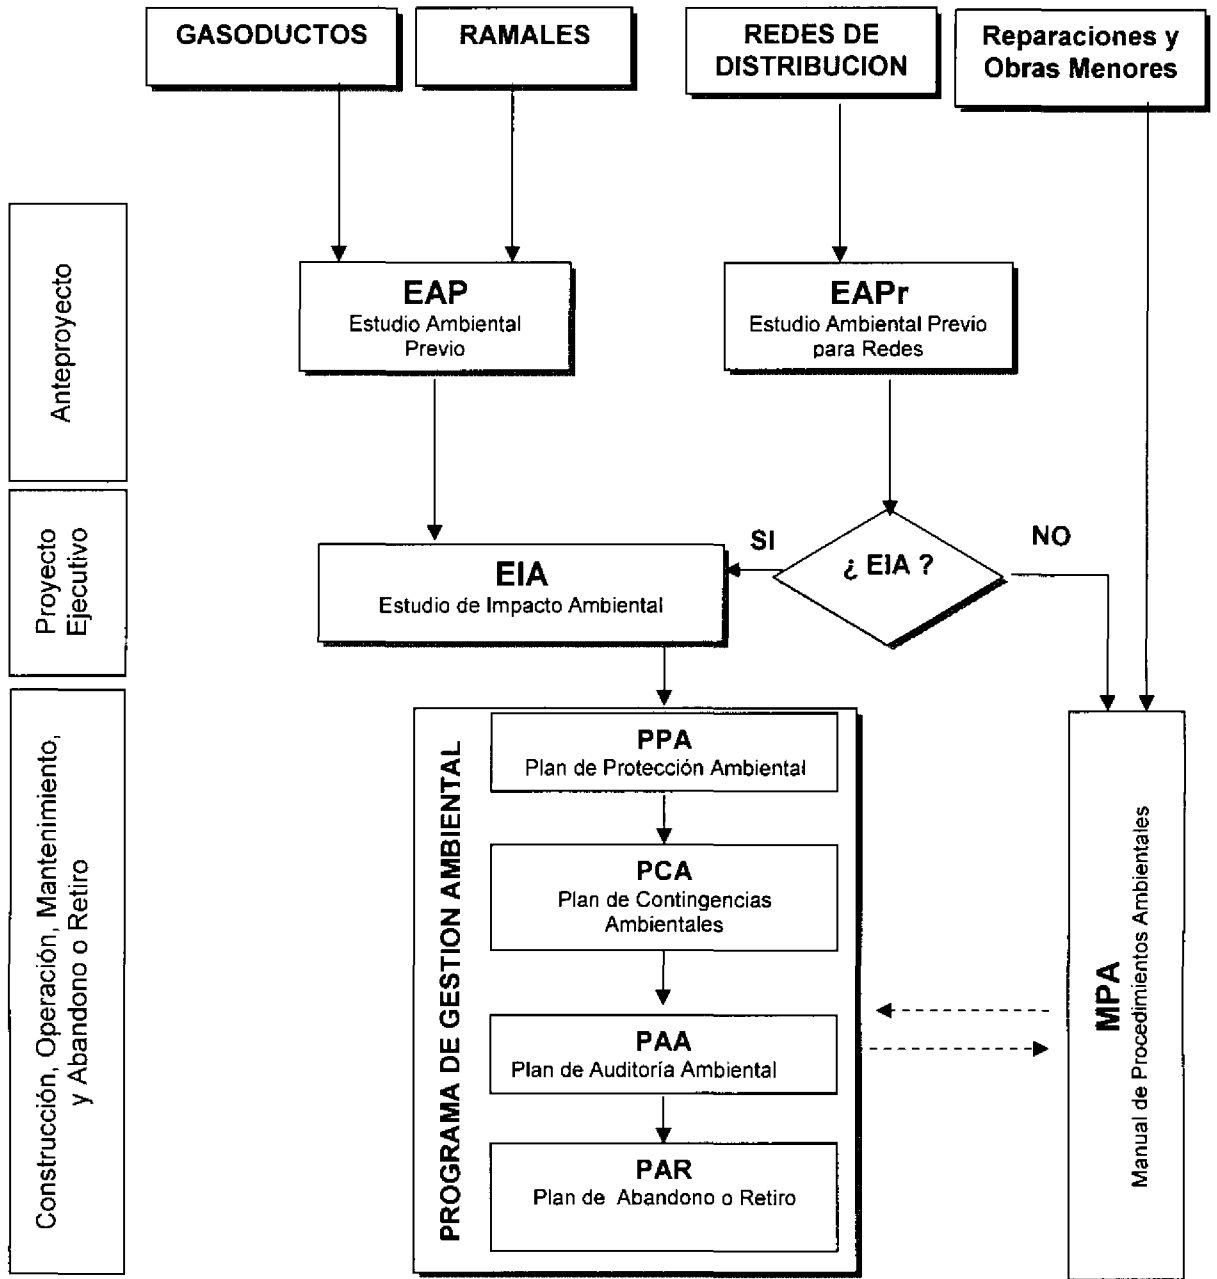 GASODUCTOS
RAMALES
REDES DE
DISTRIBUCION
Reparaciones y
Obras Menores
Anteproyecto
EAP
Estudio Ambiental
Previo
EAPr
Estudio Ambiental Previo
para Redes
Proyecto
Ejecutivo
EIA
Estudio de Impacto Ambiental
SI
¿ EIA ?
NO
Construcción, Operación, Mantenimiento,
y Abandono o Retiro
PROGRAMA DE GESTION AMBIENTAL
PPA
Plan de Protección Ambiental
PCA
Plan de Contingencias
Ambientales
PAA
Plan de Auditoría Ambiental
PAR
Plan de Abandono o Retiro
MPA
Manual de Procedimientos Ambientales